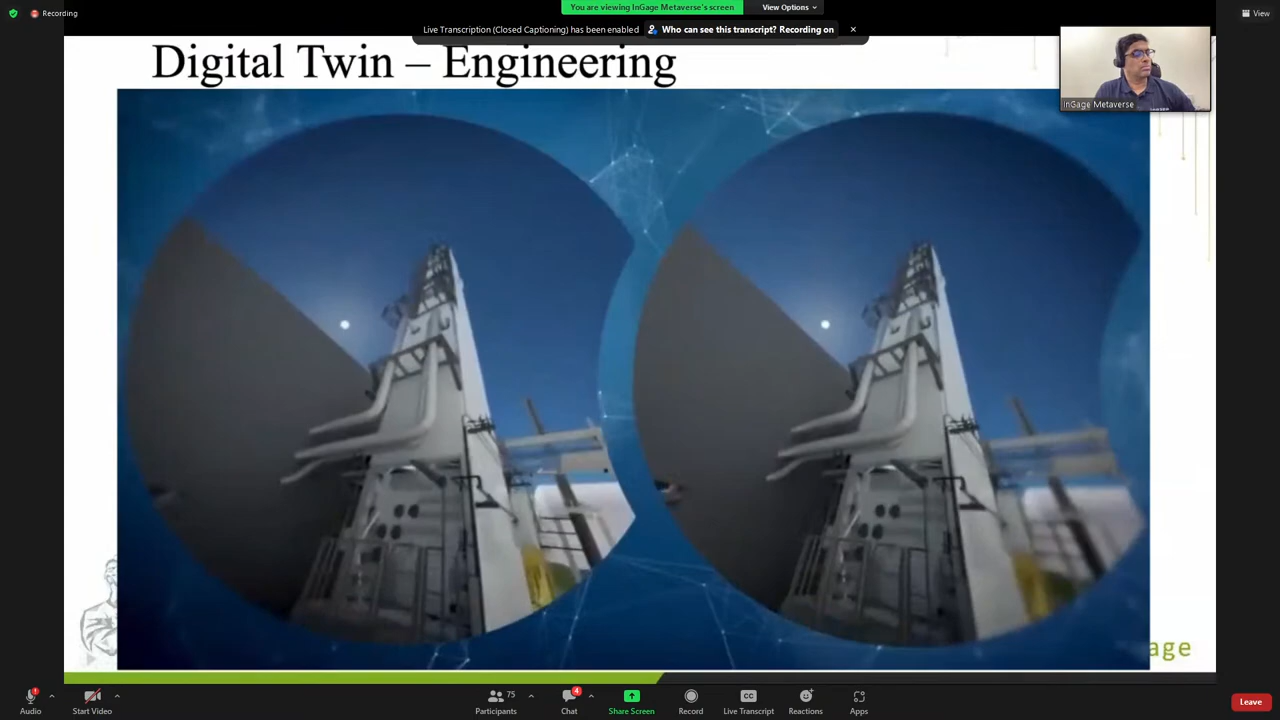 Recording
You are viewing InGage Metaverse's screen
View Options
View
Live Transcription (Closed Captioning) has been enabled
Who can see this transcript? Recording on
Digital Twin – Engineering
InGage Metaverse
age
Audio
Start Video
75
Participants
4
Chat
Share Screen
Record
CC
Live Transcript
Reactions
Apps
Leave